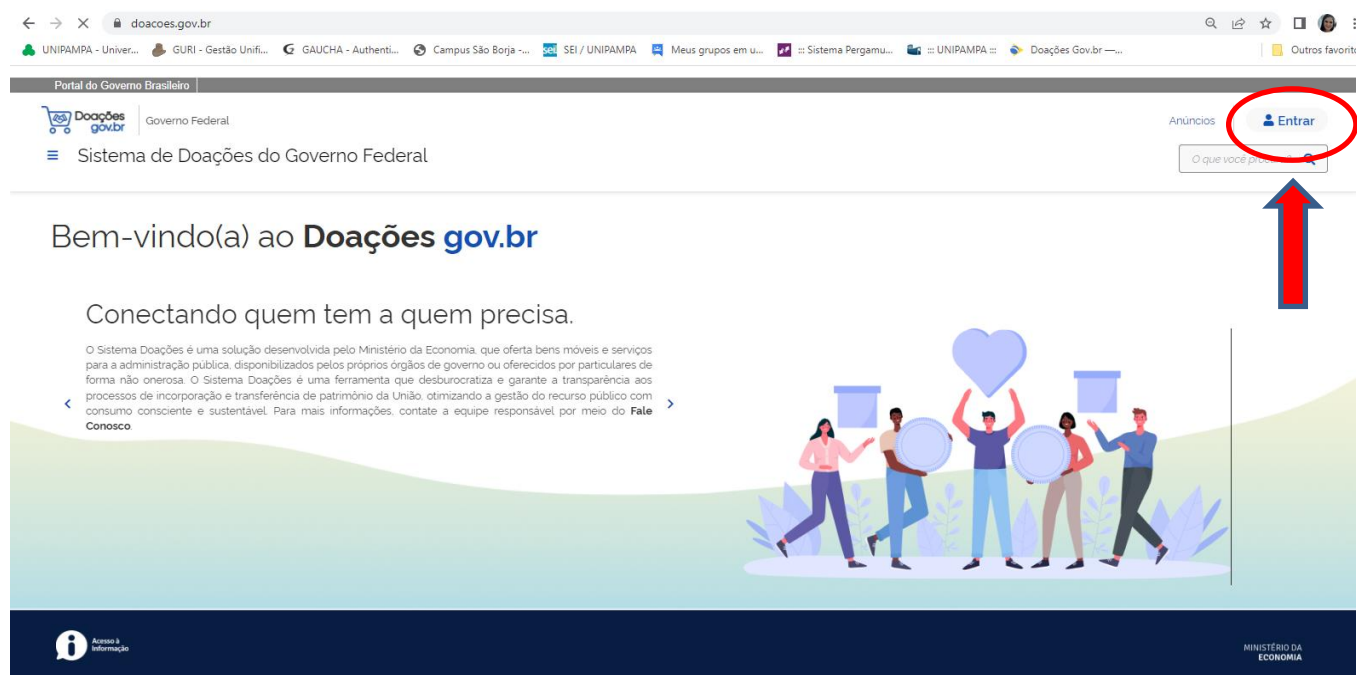 doacoes.gov.br
UNIPAMPA - Univer... GURI - Gestão Unifi... GAUCHA - Authenti... Campus São Borja -... sei SEI / UNIPAMPA Meus grupos em u... ::: Sistema Pergamu... ::: UNIPAMPA ::: Doações Gov.br —... Outros favorito
Portal do Governo Brasileiro
Doações
gov.br
Governo Federal
Anúncios
Entrar
Sistema de Doações do Governo Federal
O que você
Bem-vindo(a) ao Doações gov.br
Conectando quem tem a quem precisa.
O Sistema Doações é uma solução desenvolvida pelo Ministério da Economia, que oferta bens móveis e serviços
para a administração pública, disponibilizados pelos próprios órgãos de governo ou oferecidos por particulares de
forma não onerosa. O Sistema Doações é uma ferramenta que desburocratiza e garante a transparência aos
processos de incorporação e transferência de patrimônio da União, otimizando a gestão do recurso público com
consumo consciente e sustentável. Para mais informações, contate a equipe responsável por meio do Fale
Conosco.
Acesso à
Informação
MINISTÉRIO DA
ECONOMIA